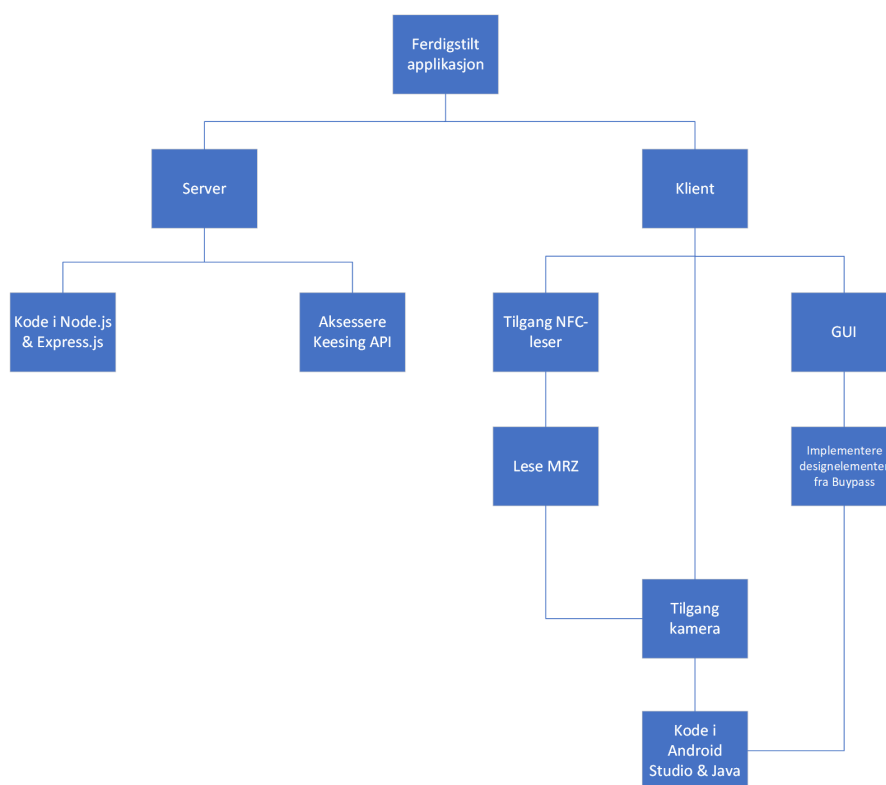 Ferdigstilt
applikasjon
Server
Klient
Kode i Node.js
& Express.js
Aksessere
Keesing API
Tilgang NFC-
leser
GUI
Lese MRZ
Implementere
designelementer
fra Buypass
Tilgang
kamera
Kode i
Android
Studio & Java